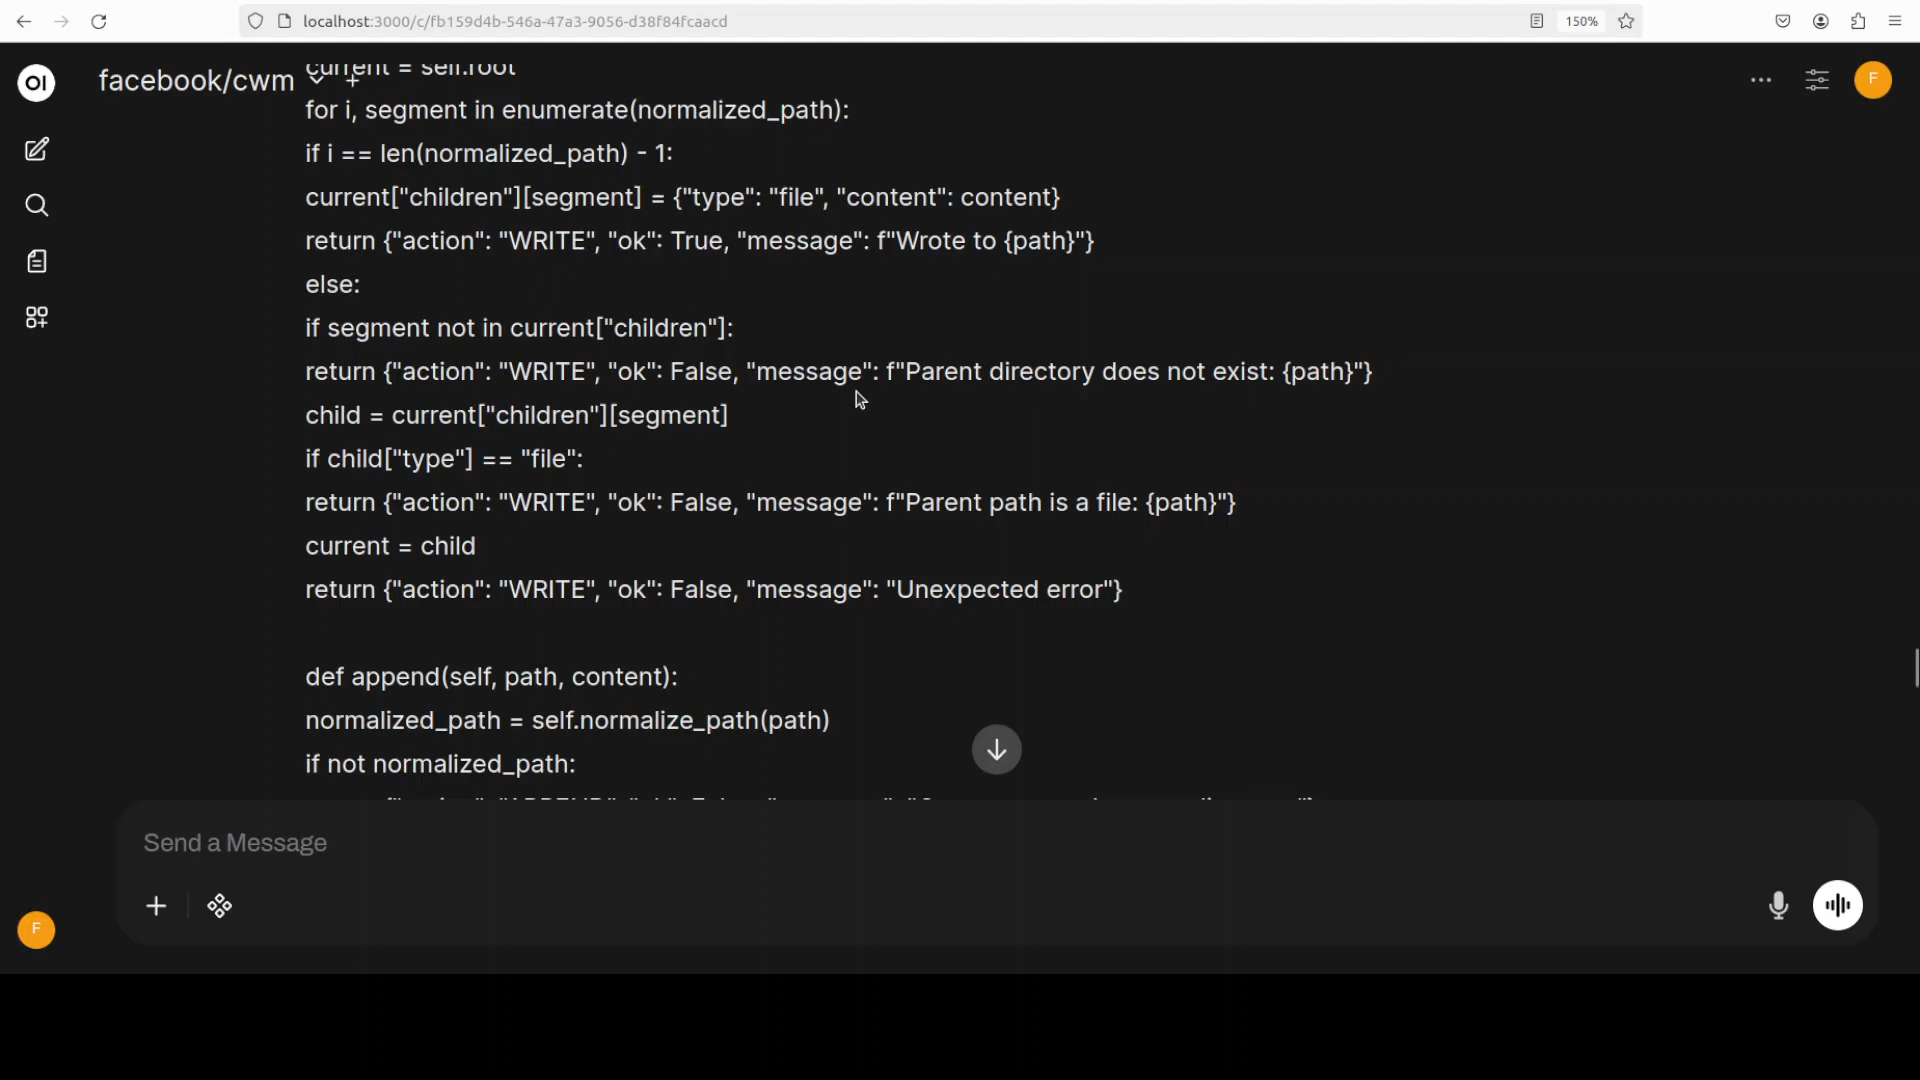 localhost:3000/c/fb159d4b-546a-47a3-9056-d38f84fcaacd
150%
OI
facebook/cwm
F
current = self.root
for i, segment in enumerate(normalized_path):
if i == len(normalized_path) - 1:
current["children"][segment] = {"type": "file", "content": content}
return {"action": "WRITE", "ok": True, "message": f"Wrote to {path}"}
else:
if segment not in current["children"]:
return {"action": "WRITE", "ok": False, "message": f"Parent directory does not exist: {path}"}
child = current["children"][segment]
if child["type"] == "file":
return {"action": "WRITE", "ok": False, "message": f"Parent path is a file: {path}"}
current = child
return {"action": "WRITE", "ok": False, "message": "Unexpected error"}
def append(self, path, content):
normalized_path = self.normalize_path(path)
if not normalized_path:
Send a Message
F